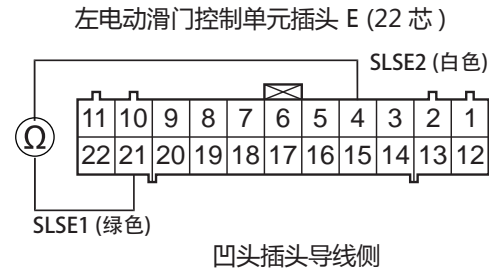 左电动滑门控制单元插头 E (22 芯 )
SLSE2 (白色)
11 10 9 8 7 6 5 4 3 2 1
Ω
22 21 20 19 18 17 16 15 14 13 12
SLSE1 (绿色)
凹头插头导线侧